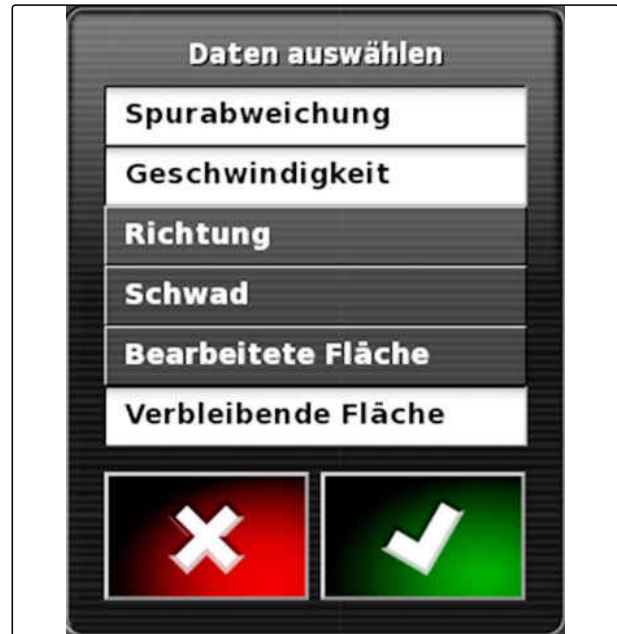 Daten auswählen
Spurabweichung
Geschwindigkeit
Richtung
Schwad
Bearbeitete Fläche
Verbleibende Fläche